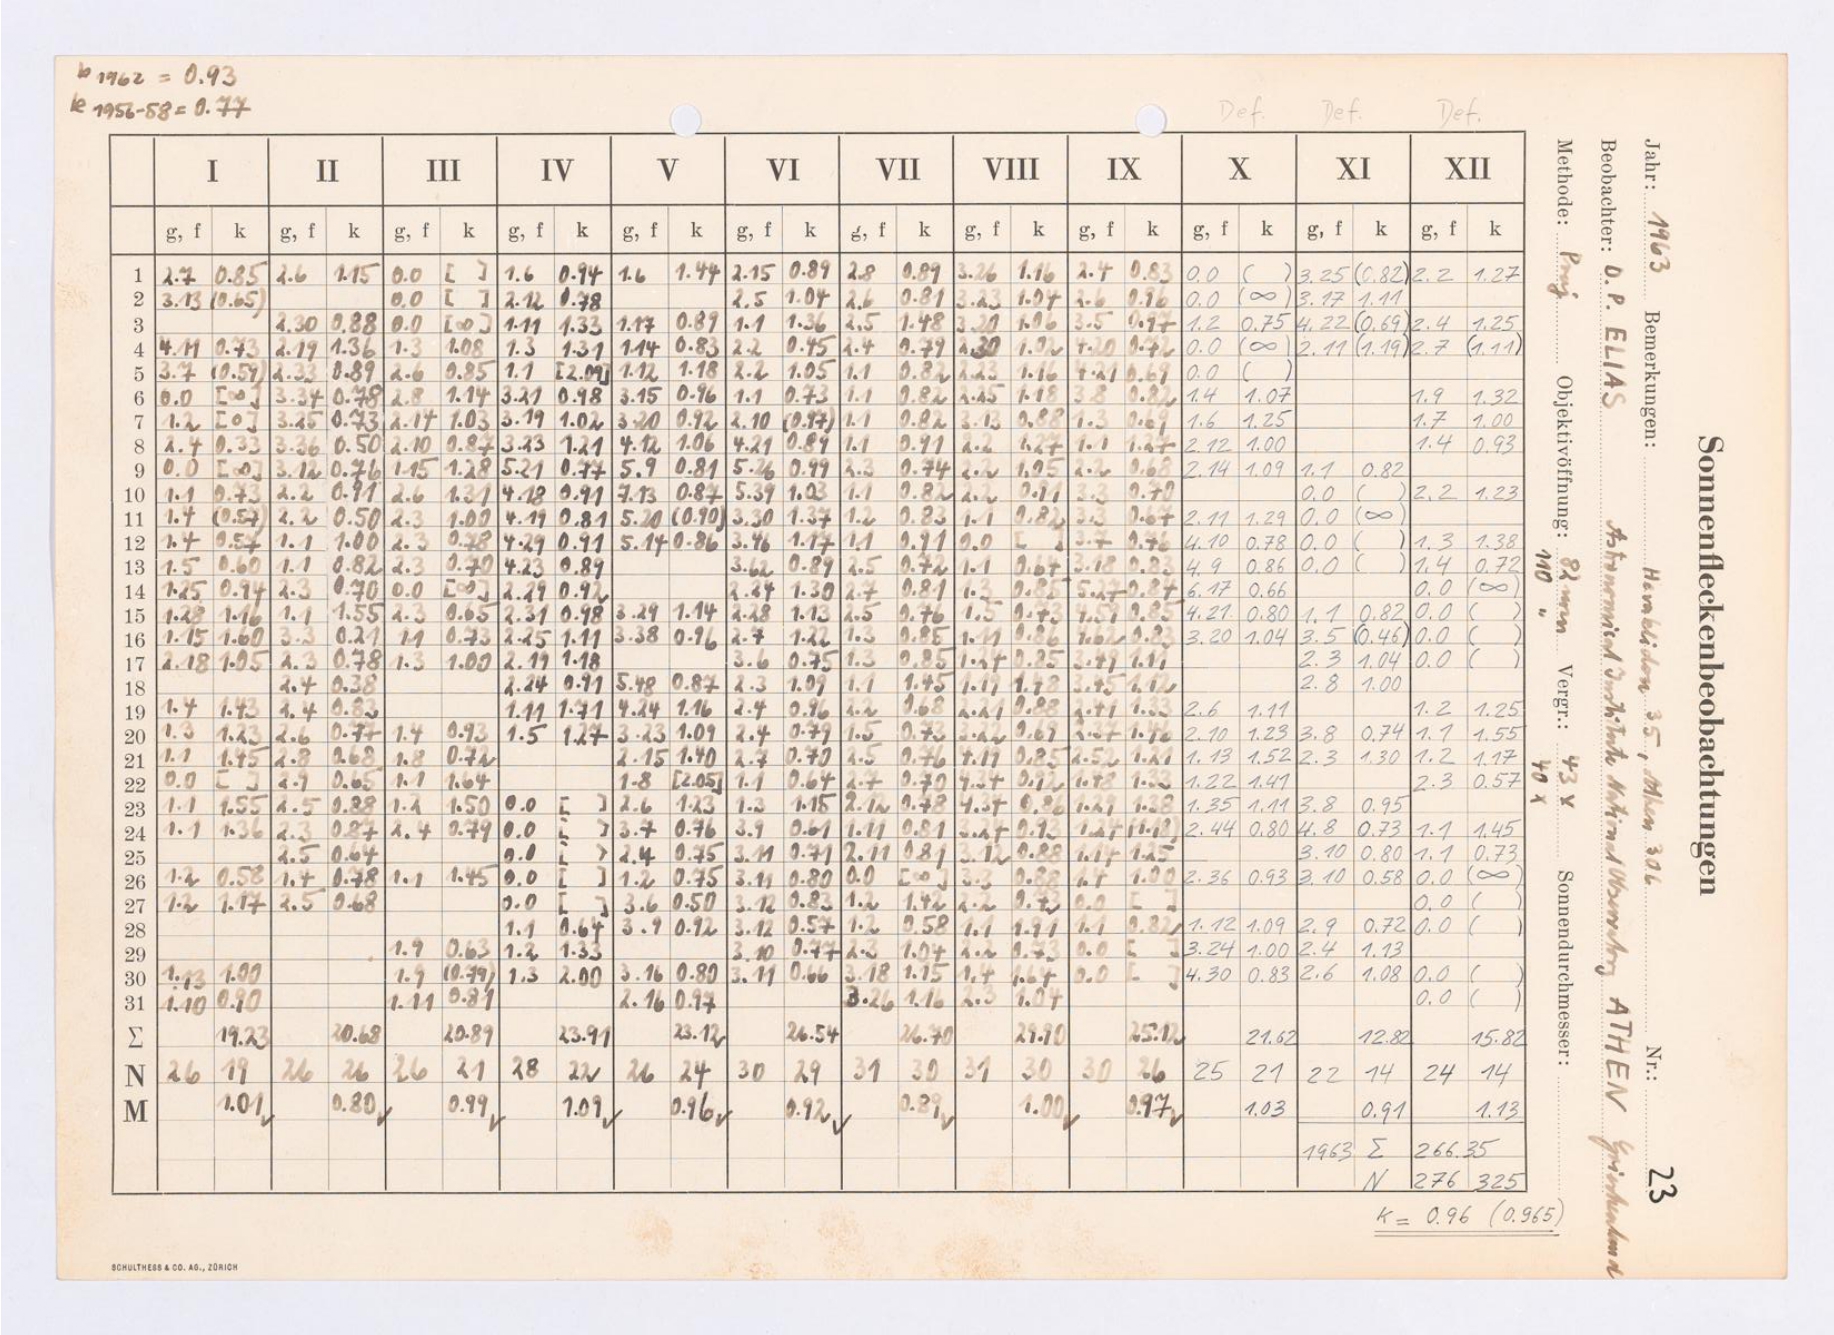 b 1962 = 0.93
k 1956-58 = 0.77
Def. Def. Def.
I II III IV V VI VII VIII IX X XI XII
g, f k g, f k g, f k g, f k g, f k g, f k g, f k g, f k g, f k g, f k g, f k g, f k
1 2.7 0.85 2.6 1.15 0.0 [ ] 1.6 0.94 1.6 1.44 2.15 0.89 2.8 0.89 3.26 1.16 2.4 0.83 0.0 ( ) 3.25 (0.82) 2.2 1.27
2 3.13 (0.65) 0.0 [ ] 2.12 0.78 2.5 1.04 2.6 0.81 3.23 1.04 2.6 0.96 0.0 (∞) 3.17 1.11
3 2.30 0.88 0.0 [∞] 1.11 1.33 1.17 0.89 1.1 1.36 2.5 1.48 3.20 1.06 3.5 0.97 1.2 0.75 4.22 (0.69) 2.4 1.25
4 4.11 0.73 2.19 1.36 1.3 1.08 1.3 1.31 1.14 0.83 2.2 0.45 2.4 0.79 2.30 1.02 4.20 0.72 0.0 (∞) 2.11 (1.19) 2.7 (1.11)
5 3.7 (0.59) 2.33 0.89 2.6 0.85 1.1 [2.09] 1.12 1.18 2.2 1.05 1.1 0.82 2.23 1.16 4.21 0.69 0.0 ( )
6 0.0 [∞] 3.34 0.78 2.8 1.14 3.21 0.98 3.15 0.96 1.1 0.73 1.1 0.82 2.25 1.18 3.8 0.82 1.4 1.07 1.9 1.32
7 1.2 [0] 3.25 0.73 2.14 1.03 3.19 1.02 3.20 0.92 2.10 (0.97) 1.1 0.82 3.13 0.88 1.3 0.69 1.6 1.25 1.7 1.00
8 2.4 0.33 3.36 0.50 2.10 0.87 3.23 1.21 4.12 1.06 4.21 0.89 1.1 0.91 2.2 1.27 1.1 1.27 2.12 1.00 1.4 0.93
9 0.0 [∞] 3.12 0.76 1.15 1.28 5.21 0.77 5.9 0.81 5.26 0.99 2.3 0.74 2.2 1.05 2.2 0.68 2.14 1.09 1.1 0.82
10 1.1 0.73 2.2 0.91 2.6 1.31 4.18 0.91 7.13 0.87 5.39 1.03 1.1 0.82 2.2 0.91 3.3 0.70 0.0 ( ) 2.2 1.23
11 1.4 (0.57) 2.2 0.50 2.3 1.00 4.19 0.81 5.20 (0.90) 3.30 1.37 1.2 0.83 1.1 0.82 3.3 0.67 2.11 1.29 0.0 (∞)
12 1.4 0.57 1.1 1.00 2.3 0.78 4.29 0.91 5.14 0.86 3.46 1.17 1.1 0.91 0.0 [ ] 3.7 0.76 4.10 0.78 0.0 ( ) 1.3 1.38
13 1.5 0.60 1.1 0.82 2.3 0.70 4.23 0.89 3.62 0.89 2.5 0.72 1.1 0.64 3.18 0.83 4.9 0.86 0.0 ( ) 1.4 0.72
14 1.25 0.94 2.3 0.70 0.0 [∞] 2.29 0.92 2.24 1.30 2.7 0.81 1.3 0.85 5.27 0.87 6.17 0.66 0.0 (∞)
15 1.28 1.16 1.1 1.55 2.3 0.65 2.31 0.98 3.29 1.14 2.28 1.13 2.5 0.76 1.5 0.73 4.59 0.85 4.21 0.80 1.1 0.82 0.0 ( )
16 1.15 1.60 3.3 0.21 1.1 0.73 2.25 1.11 3.38 0.96 2.7 1.22 1.3 0.85 1.11 0.86 4.62 0.83 3.20 1.04 3.5 (0.46) 0.0 ( )
17 2.18 1.05 2.3 0.78 1.3 1.00 2.19 1.18 3.6 0.75 1.3 0.85 1.24 0.85 3.49 1.11 2.3 1.04 0.0 ( )
18 2.4 0.38 2.24 0.91 5.48 0.87 2.3 1.09 1.1 1.45 1.19 1.48 3.45 1.12 2.8 1.00
19 1.4 1.43 2.4 0.83 1.11 1.71 4.24 1.16 2.4 0.96 2.2 0.68 2.21 0.88 2.41 1.33 2.6 1.11 1.2 1.25
20 1.3 1.23 2.6 0.77 1.4 0.93 1.5 1.27 3.23 1.09 2.4 0.79 1.5 0.73 3.22 0.69 2.37 1.46 2.10 1.23 3.8 0.74 1.1 1.55
21 1.1 1.45 2.8 0.68 1.8 0.72 2.15 1.40 2.7 0.70 2.5 0.76 4.19 0.85 2.52 1.21 1.13 1.52 2.3 1.30 1.2 1.17
22 0.0 [ ] 2.9 0.65 1.1 1.64 1.8 [2.05] 1.1 0.64 2.7 0.70 4.34 0.92 1.48 1.33 1.22 1.41 2.3 0.57
23 1.1 1.55 2.5 0.88 1.2 1.50 0.0 [ ] 2.6 1.23 1.3 1.15 2.12 0.78 4.37 0.86 1.29 1.38 1.35 1.11 3.8 0.95
24 1.1 1.36 2.3 0.87 2.4 0.79 0.0 [ ] 3.7 0.76 3.9 0.61 1.11 0.81 3.27 0.93 1.27 (1.18) 2.44 0.80 4.8 0.73 1.1 1.45
25 2.5 0.64 0.0 [ ] 2.4 0.75 3.11 0.71 2.11 0.81 3.12 0.88 1.14 1.25 3.10 0.80 1.1 0.73
26 1.2 0.58 1.4 0.78 1.1 1.45 0.0 [ ] 1.2 0.75 3.11 0.80 0.0 [∞] 3.3 0.88 1.4 1.00 2.36 0.93 3.10 0.58 0.0 (∞)
27 1.2 1.17 2.5 0.68 0.0 [ ] 3.6 0.50 3.12 0.83 1.2 1.42 2.2 0.73 0.0 [ ] 0.0 ( )
28 1.1 0.64 3.9 0.92 3.12 0.57 1.2 0.58 1.1 1.91 1.1 0.82 1.12 1.09 2.9 0.72 0.0 ( )
29 1.9 0.63 1.2 1.33 3.10 0.77 2.3 1.04 2.2 0.73 0.0 [ ] 3.24 1.00 2.4 1.13
30 1.13 1.00 1.9 (0.79) 1.3 2.00 3.16 0.80 3.11 0.66 3.18 1.15 1.4 1.64 0.0 [ ] 4.30 0.83 2.6 1.08 0.0 ( )
31 1.10 0.80 1.11 0.81 2.16 0.97 3.26 1.16 2.3 1.04 0.0 ( )
Σ 19.23 20.68 20.89 23.91 23.12 26.54 26.70 29.90 25.12 21.62 12.82 15.82
N 26 19 26 26 26 21 28 22 26 24 30 29 31 30 31 30 30 26 25 21 22 14 24 14
M 1.01✓ 0.80✓ 0.99✓ 1.09✓ 0.96✓ 0.92✓ 0.89✓ 1.00✓ 0.97✓ 1.03 0.91 1.13
1963 Σ 266.35
N 276 325
k = 0.96 (0.965)
SCHULTHESS & CO. AG., ZÜRICH
Sonnenfleckenbeobachtungen
Jahr: 1963 Bemerkungen: 35, Athen 306 Nr.: 23
Beobachter: D. P. ELIAS National Observatory ATHEN Griechenland
Methode: Proj Objektivöffnung: 82 mm Vergr.: 43 x Sonnendurchmesser:
110 " 40 x